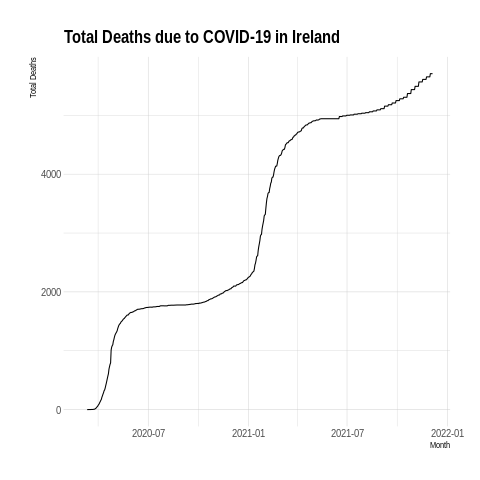 Total Deaths due to COVID-19 in Ireland
Total Deaths
4000
2000
0
2020-07 2021-01 2021-07 2022-01
Month